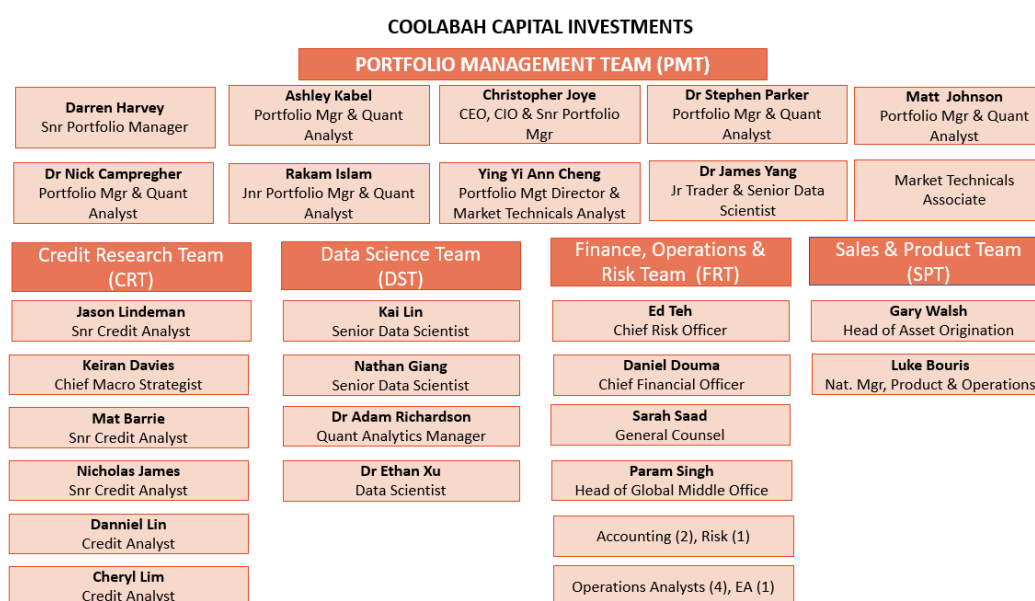 COOLABAH CAPITAL INVESTMENTS
PORTFOLIO MANAGEMENT TEAM (PMT)
Darren Harvey
Snr Portfolio Manager
Ashley Kabel
Portfolio Mgr & Quant
Analyst
Christopher Joye
CEO, CIO & Snr Portfolio
Mgr
Dr Stephen Parker
Portfolio Mgr & Quant
Analyst
Matt Johnson
Portfolio Mgr & Quant
Analyst
Dr Nick Campregher
Portfolio Mgr & Quant
Analyst
Rakam Islam
Jnr Portfolio Mgr & Quant
Analyst
Ying Yi Ann Cheng
Portfolio Mgt Director &
Market Technicals Analyst
Dr James Yang
Jr Trader & Senior Data
Scientist
Market Technicals
Associate
Credit Research Team
(CRT)
Jason Lindeman
Snr Credit Analyst
Keiran Davies
Chief Macro Strategist
Mat Barrie
Snr Credit Analyst
Nicholas James
Snr Credit Analyst
Danniel Lin
Credit Analyst
Cheryl Lim
Credit Analyst
Data Science Team
(DST)
Kai Lin
Senior Data Scientist
Nathan Giang
Senior Data Scientist
Dr Adam Richardson
Quant Analytics Manager
Dr Ethan Xu
Data Scientist
Finance, Operations &
Risk Team (FRT)
Ed Teh
Chief Risk Officer
Daniel Douma
Chief Financial Officer
Sarah Saad
General Counsel
Param Singh
Head of Global Middle Office
Accounting (2), Risk (1)
Operations Analysts (4), EA (1)
Sales & Product Team
(SPT)
Gary Walsh
Head of Asset Origination
Luke Bouris
Nat. Mgr, Product & Operations